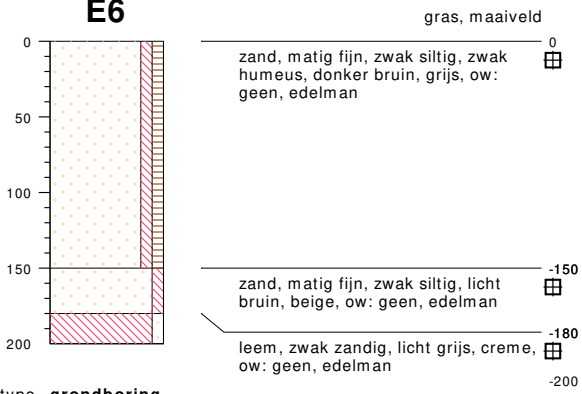 E6
gras, maaiveld
0
0
zand, matig fijn, zwak siltig, zwak
humeus, donker bruin, grijs, ow:
geen, edelman
50
100
150
-150
zand, matig fijn, zwak siltig, licht
bruin, beige, ow: geen, edelman
-180
200
leem, zwak zandig, licht grijs, creme,
ow: geen, edelman
-200
type grondboring